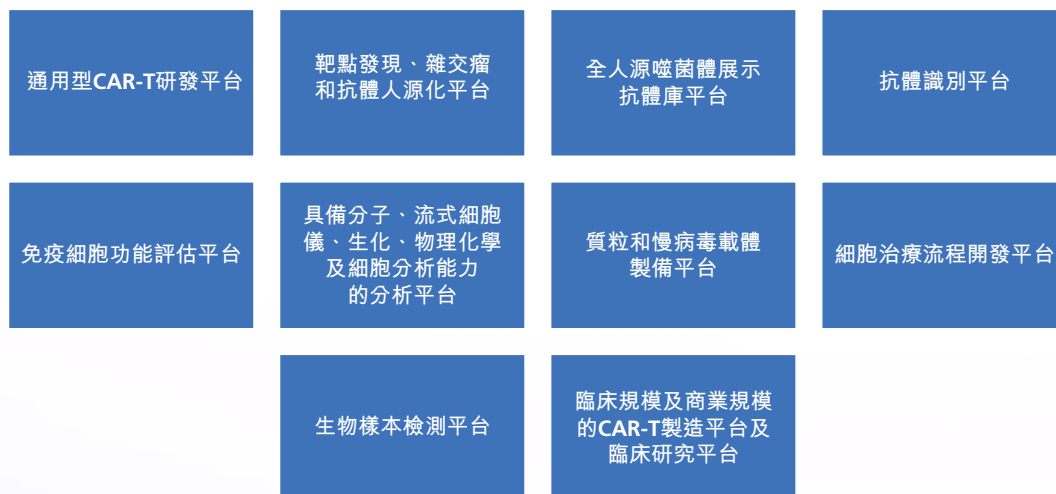 通用型CAR-T研發平台
靶點發現、雜交瘤
和抗體人源化平台
全人源噬菌體展示
抗體庫平台
抗體識別平台
免疫細胞功能評估平台
具備分子、流式細胞
儀、生化、物理化學
及細胞分析能力
的分析平台
質粒和慢病毒載體
製備平台
細胞治療流程開發平台
生物樣本檢測平台
臨床規模及商業規模
的CAR-T製造平台及
臨床研究平台